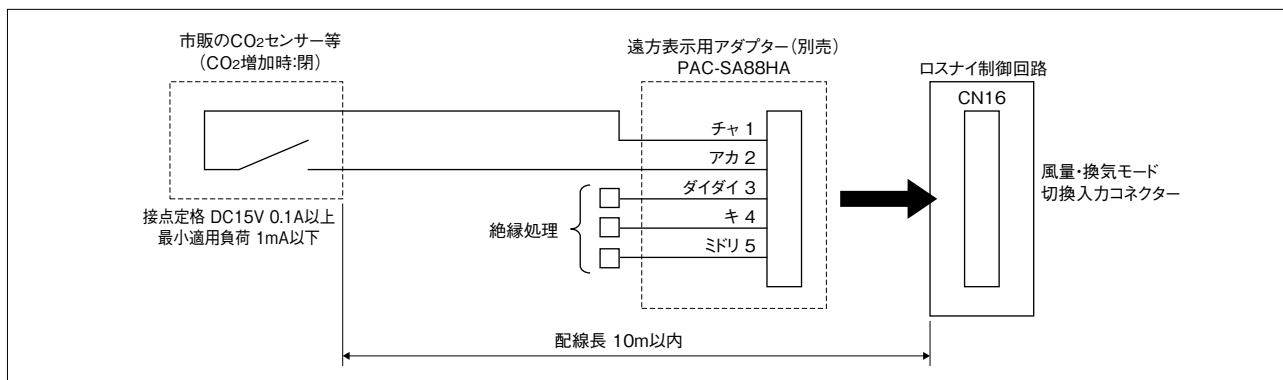 市販のCO2センサー等
（CO2増加時:閉）
接点定格 DC15V 0.1A以上
最小適用負荷 1mA以下
遠方表示用アダプター（別売）
PAC-SA88HA
チャ 1
アカ 2
ダイダイ 3
キ 4
ミドリ 5
絶縁処理
ロスナイ制御回路
CN16
風量・換気モード
切換入力コネクター
配線長 10m以内